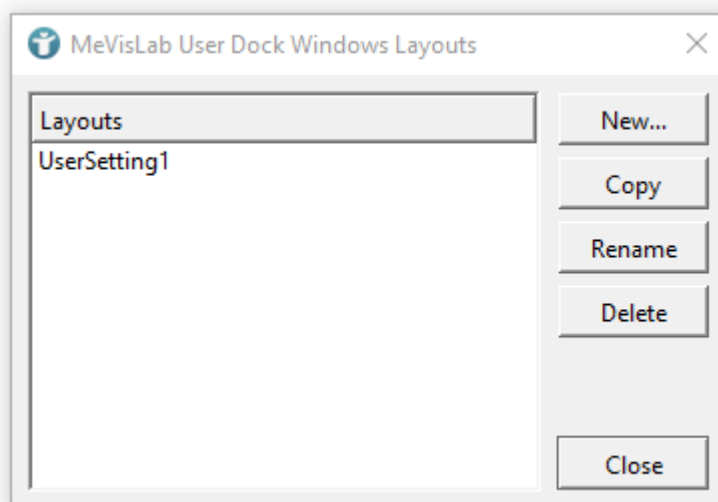 MeVisLab User Dock Windows Layouts
Layouts
UserSetting1
New...
Copy
Rename
Delete
Close